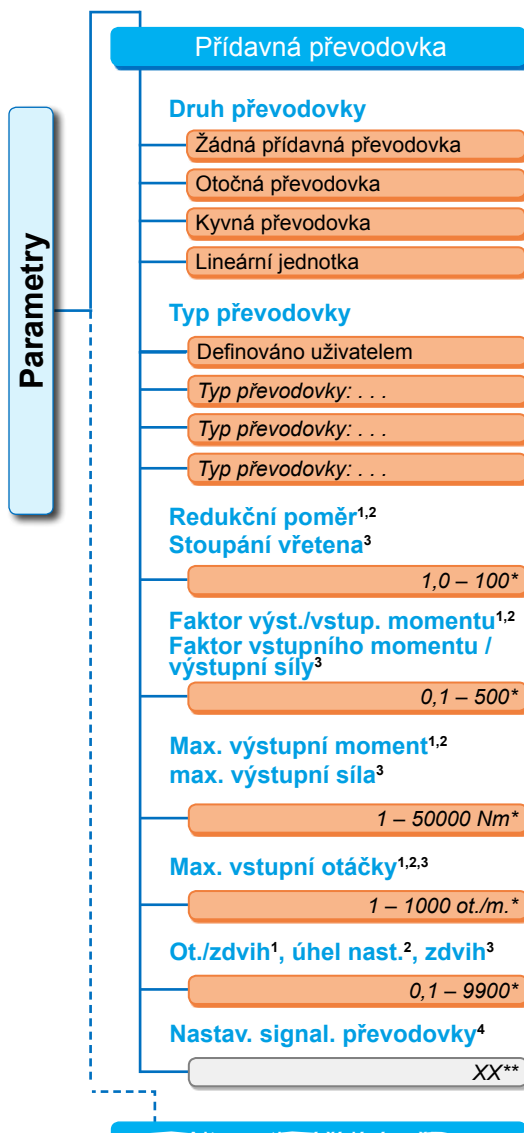 Parametry
Přídavná převodovka
Druh převodovky
Žádná přídavná převodovka
Otočná převodovka
Kyvná převodovka
Lineární jednotka
Typ převodovky
Definováno uživatelem
Typ převodovky: . . .
Typ převodovky: . . .
Typ převodovky: . . .
Redukční poměr1,2
Stoupání vřetena3
1,0 – 100*
Faktor výst./vstup. momentu1,2
Faktor vstupního momentu /
výstupní síly3
0,1 – 500*
Max. výstupní moment1,2
max. výstupní síla3
1 – 50000 Nm*
Max. vstupní otáčky1,2,3
1 – 1000 ot./m.*
Ot./zdvih1, úhel nast.2, zdvih3
0,1 – 9900*
Nastav. signal. převodovky4
XX**